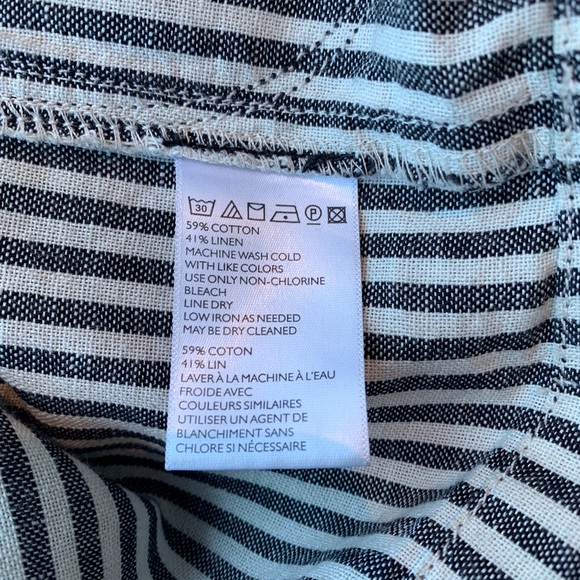 30 P
59% COTTON
41% LINEN
MACHINE WASH COLD
WITH LIKE COLORS
USE ONLY NON-CHLORINE
BLEACH
LINE DRY
LOW IRON AS NEEDED
MAY BE DRY CLEANED
59% COTON
41% LIN
LAVER À LA MACHINE À L'EAU
FROIDE AVEC
COULEURS SIMILAIRES
UTILISER UN AGENT DE
BLANCHIMENT SANS
CHLORE SI NÉCESSAIRE